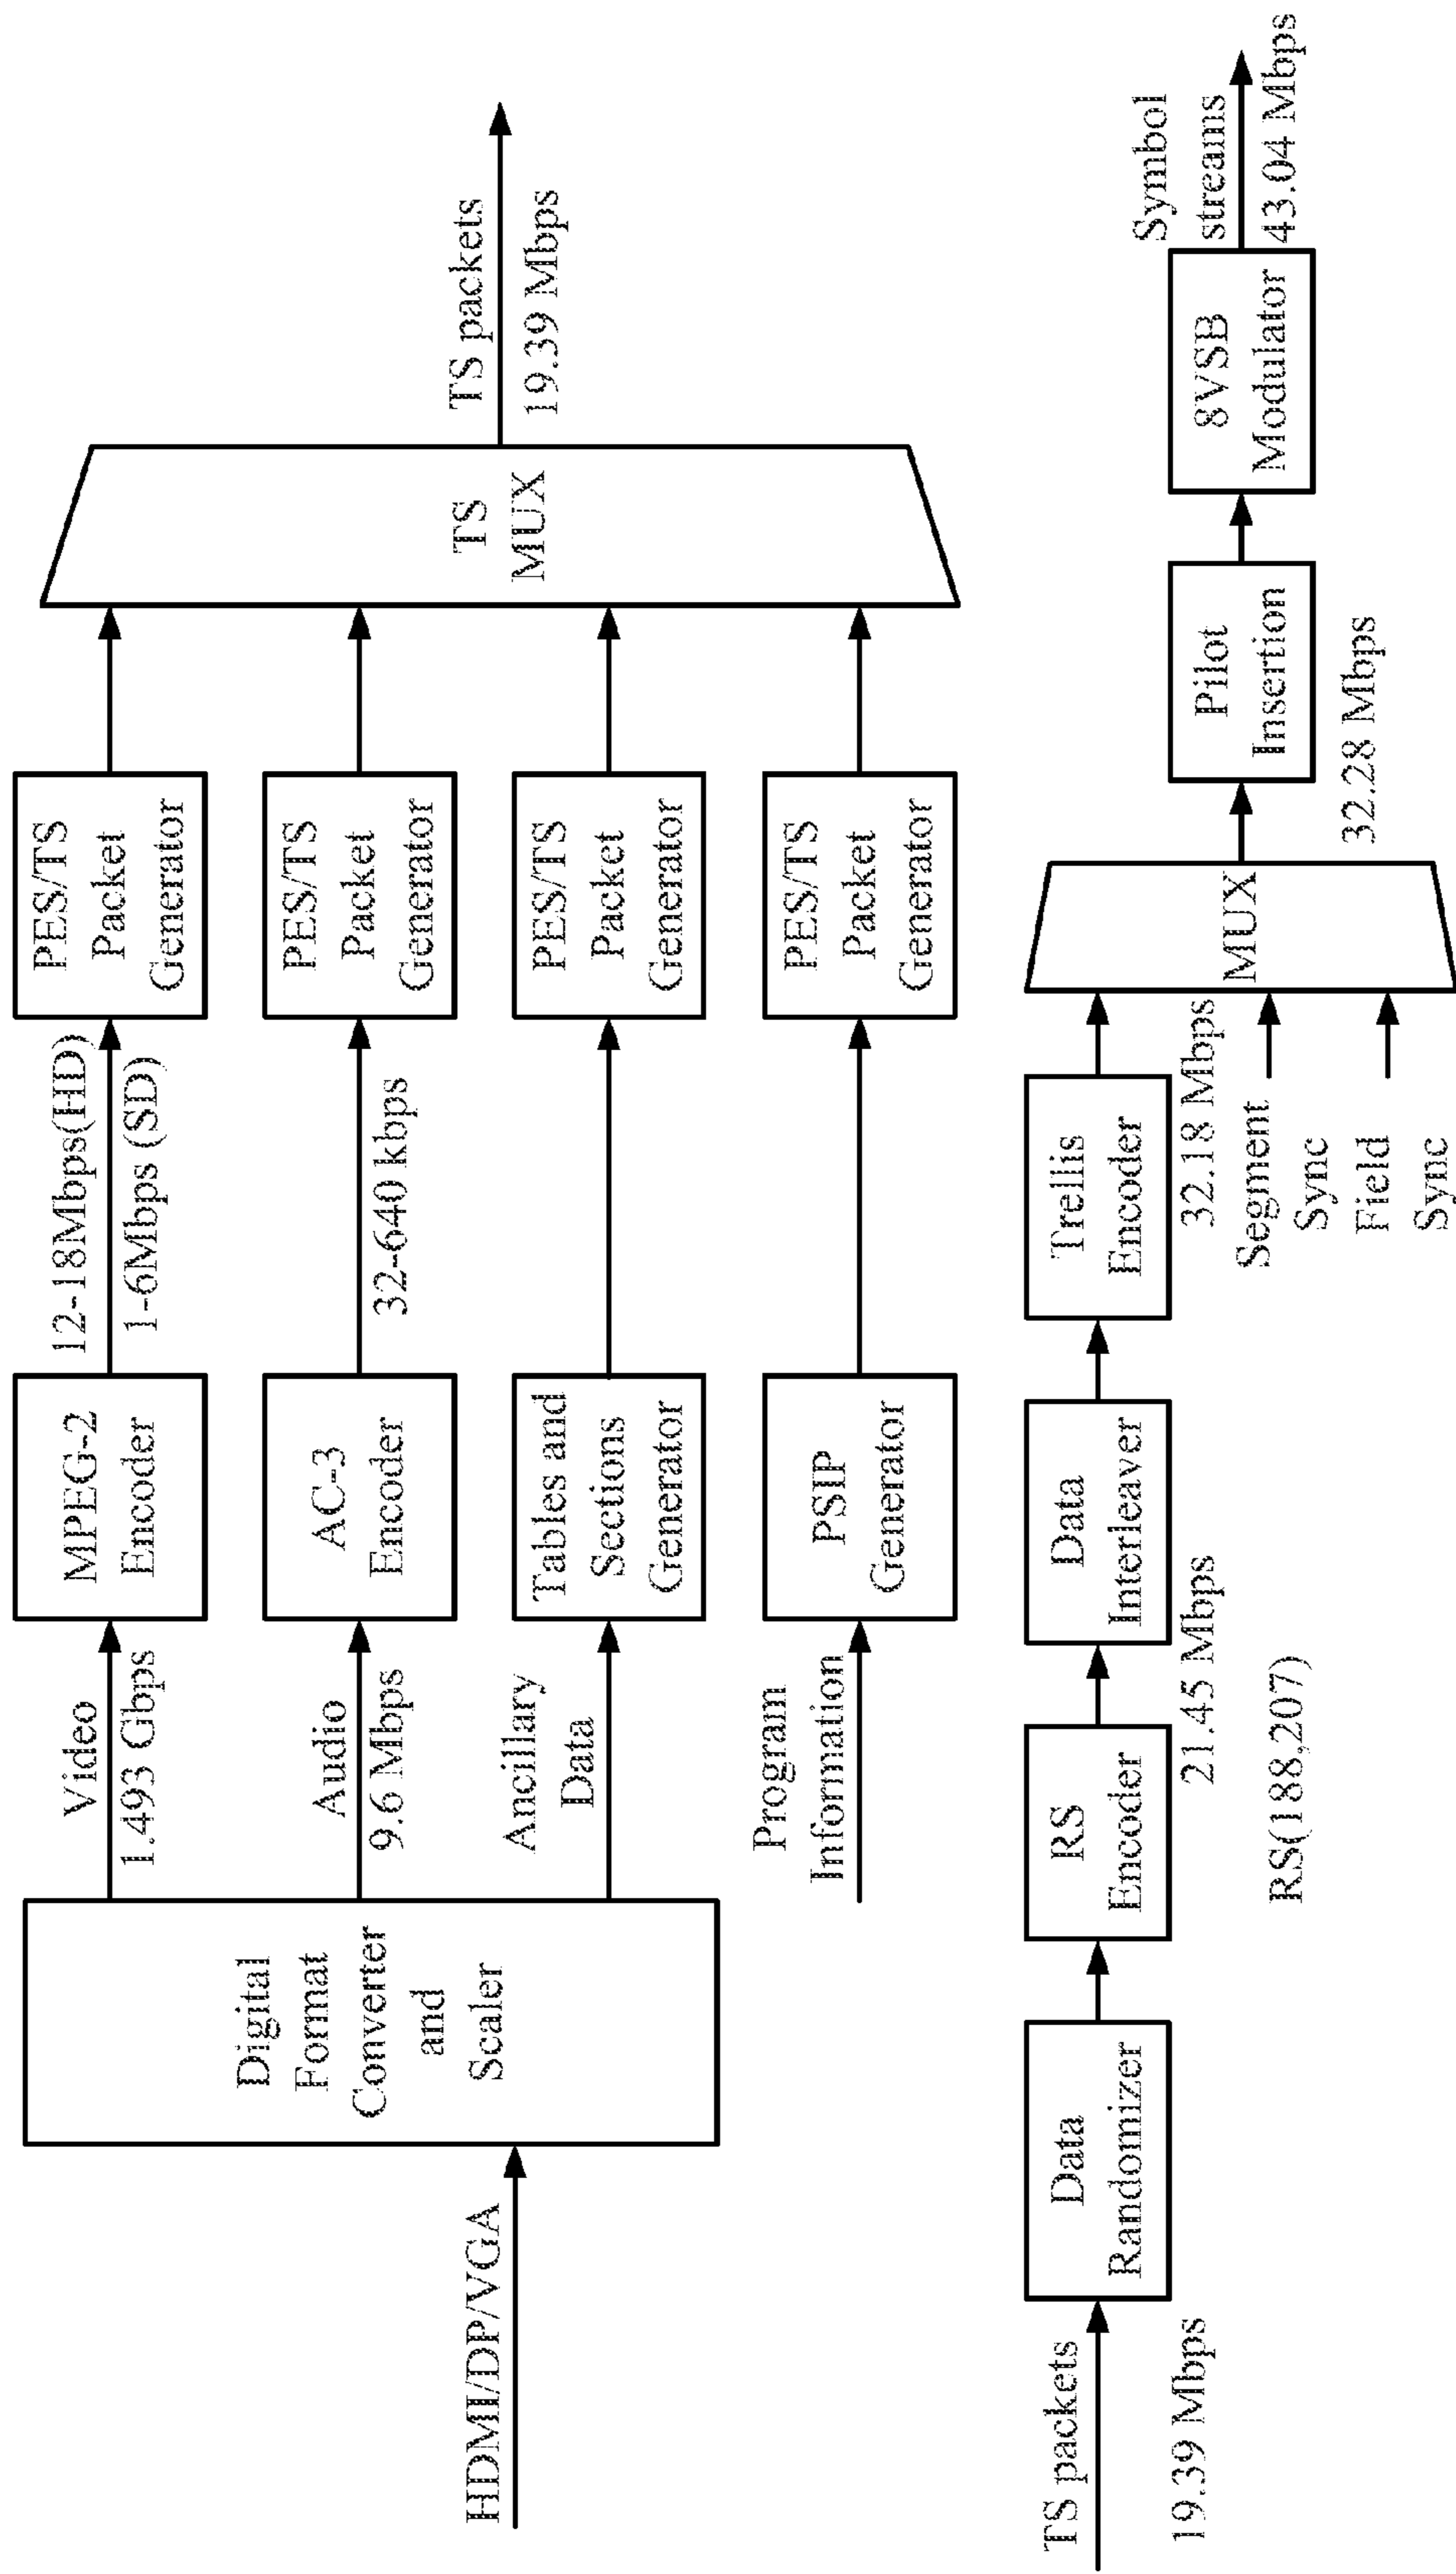 HDMI/DP/VGA
Digital
Format
Converter
and
Scaler
Video
1.493 Gbps
MPEG-2
Encoder
12-18Mbps(HD)
1-6Mbps (SD)
PES/TS
Packet
Generator
Audio
9.6 Mbps
AC-3
Encoder
32-640 kbps
PES/TS
Packet
Generator
Ancillary
Data
Tables and
Sections
Generator
PES/TS
Packet
Generator
Program
Information
PSIP
Generator
PES/TS
Packet
Generator
TS
MUX
TS packets
19.39 Mbps
TS packets
19.39 Mbps
Data
Randomizer
RS
Encoder
21.45 Mbps
RS(188,207)
Data
Interleaver
Trellis
Encoder
32.18 Mbps
Segment
Sync
Field
Sync
MUX
32.28 Mbps
Pilot
Insertion
8VSB
Modulator
Symbol
streams
43.04 Mbps